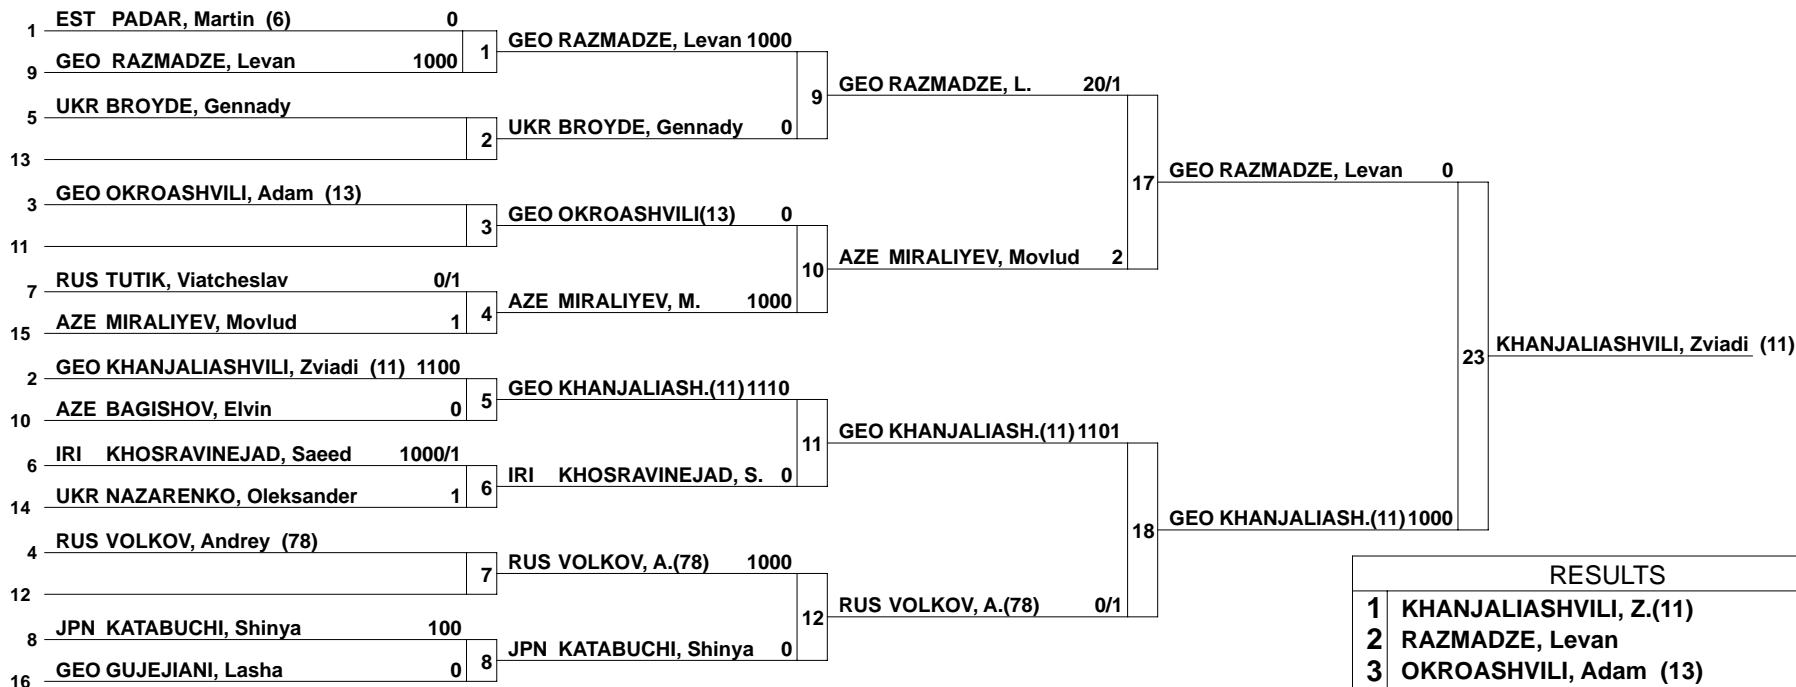 1 EST PADAR, Martin (6) 0
9 GEO RAZMADZE, Levan 1000
1
GEO RAZMADZE, Levan 1000
5 UKR BROYDE, Gennady
13
2
UKR BROYDE, Gennady 0
9
GEO RAZMADZE, L. 20/1
3 GEO OKROASHVILI, Adam (13)
11
3
GEO OKROASHVILI(13) 0
7 RUS TUTIK, Viatcheslav 0/1
15 AZE MIRALIYEV, Movlud 1
4
AZE MIRALIYEV, M. 1000
10
AZE MIRALIYEV, Movlud 2
17
GEO RAZMADZE, Levan 0
2 GEO KHANJALIASHVILI, Zviadi (11) 1100
10 AZE BAGISHOV, Elvin 0
5
GEO KHANJALIASH.(11) 1110
6 IRI KHOSRAVINEJAD, Saeed 1000/1
14 UKR NAZARENKO, Oleksander 1
6
IRI KHOSRAVINEJAD, S. 0
11
GEO KHANJALIASH.(11) 1101
4 RUS VOLKOV, Andrey (78)
12
7
RUS VOLKOV, A.(78) 1000
8 JPN KATABUCHI, Shinya 100
16 GEO GUJEJIANI, Lasha 0
8
JPN KATABUCHI, Shinya 0
12
RUS VOLKOV, A.(78) 0/1
18
GEO KHANJALIASH.(11) 1000
23
KHANJALIASHVILI, Zviadi (11)
RESULTS
1 KHANJALIASHVILI, Z.(11)
2 RAZMADZE, Levan
3 OKROASHVILI, Adam (13)